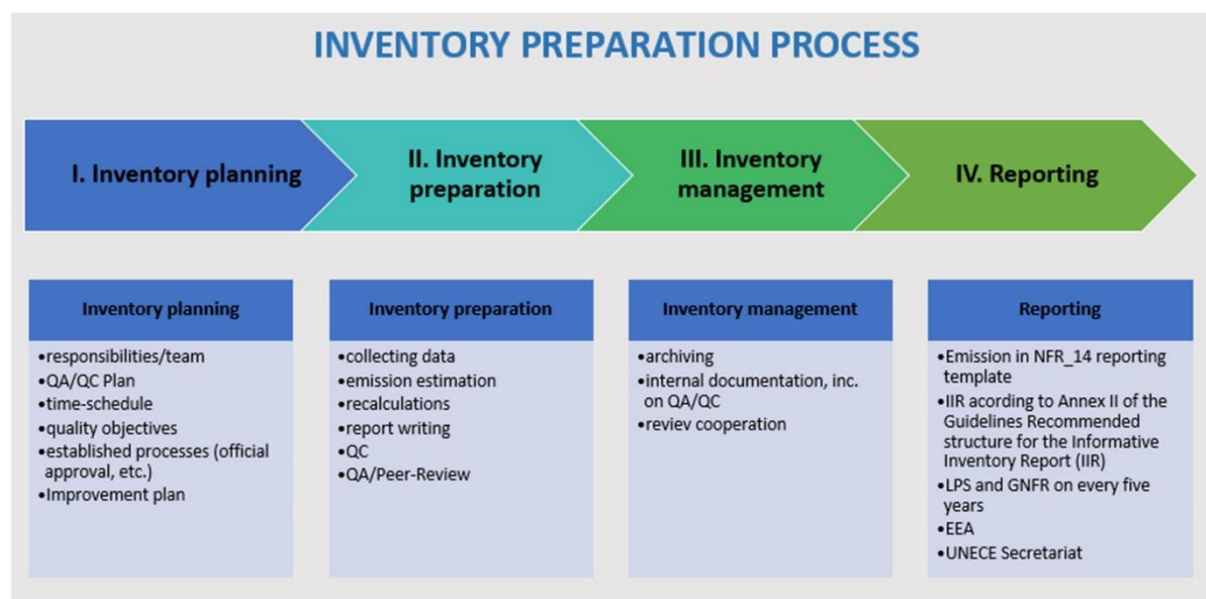 INVENTORY PREPARATION PROCESS
I. Inventory planning
II. Inventory
preparation
III. Inventory
management
IV. Reporting
Inventory planning
•responsibilities/team
•QA/QC Plan
•time-schedule
•quality objectives
•established processes (official
approval, etc.)
•Improvement plan
Inventory preparation
•collecting data
•emission estimation
•recalculations
•report writing
•QC
•QA/Peer-Review
Inventory management
•archiving
•internal documentation, inc.
on QA/QC
•reviev cooperation
Reporting
•Emission in NFR_14 reporting
template
•IIR acording to Annex II of the
Guidelines Recommended
structure for the Informative
Inventory Report (IIR)
•LPS and GNFR on every five
years
•EEA
•UNECE Secretariat